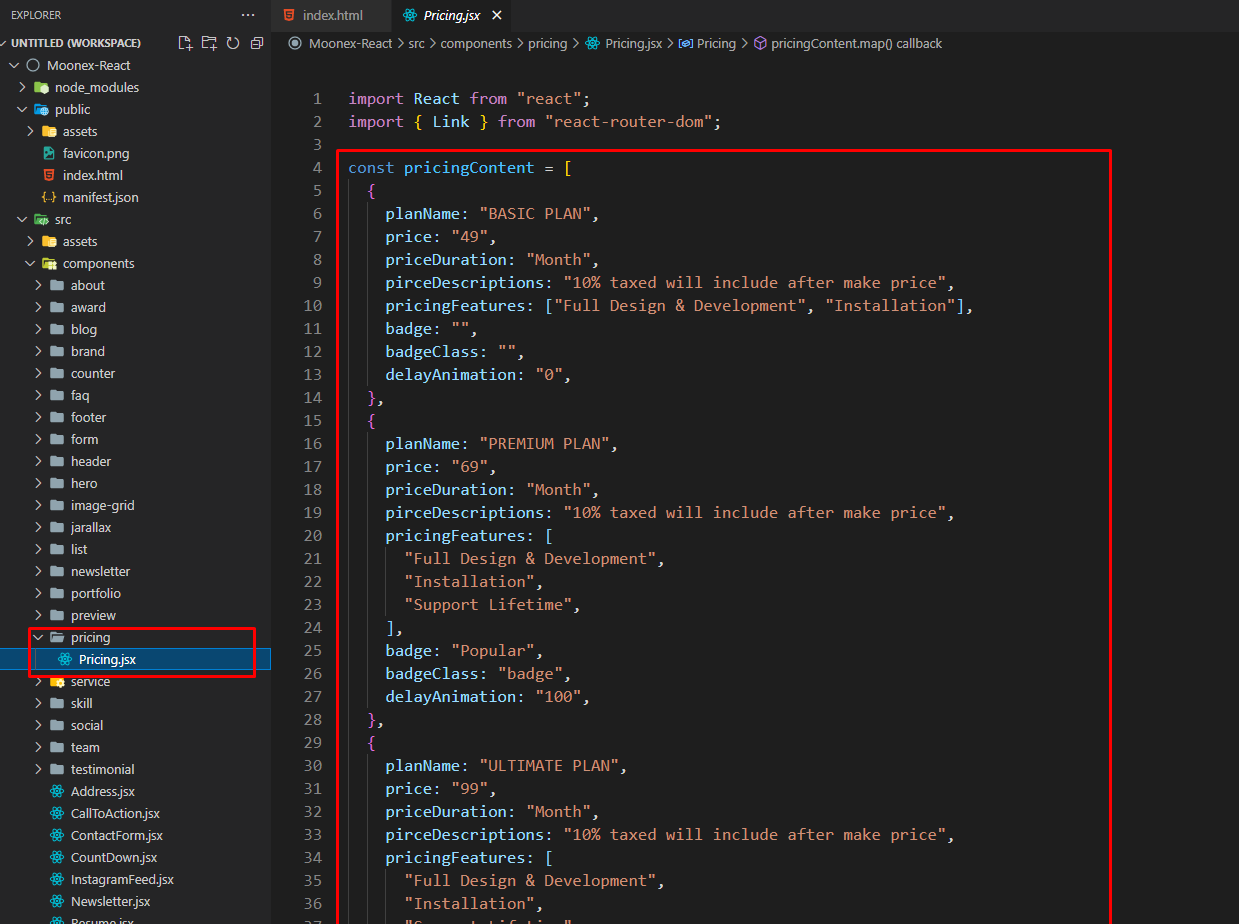 EXPLORER
UNTITLED (WORKSPACE)
Moonex-React
node_modules
public
assets
favicon.png
index.html
manifest.json
src
assets
components
about
award
blog
brand
counter
faq
footer
form
header
hero
image-grid
jarallax
list
newsletter
portfolio
preview
pricing
Pricing.jsx
service
skill
social
team
testimonial
Address.jsx
CallToAction.jsx
ContactForm.jsx
CountDown.jsx
InstagramFeed.jsx
Newsletter.jsx
Resume.jsx
index.html Pricing.jsx
Moonex-React > src > components > pricing > Pricing.jsx > Pricing > pricingContent.map() callback
1 import React from "react";
2 import { Link } from "react-router-dom";
3
4 const pricingContent = [
5 {
6 planName: "BASIC PLAN",
7 price: "49",
8 priceDuration: "Month",
9 pirceDescriptions: "10% taxed will include after make price",
10 pricingFeatures: ["Full Design & Development", "Installation"],
11 badge: "",
12 badgeClass: "",
13 delayAnimation: "0",
14 },
15 {
16 planName: "PREMIUM PLAN",
17 price: "69",
18 priceDuration: "Month",
19 pirceDescriptions: "10% taxed will include after make price",
20 pricingFeatures: [
21 "Full Design & Development",
22 "Installation",
23 "Support Lifetime",
24 ],
25 badge: "Popular",
26 badgeClass: "badge",
27 delayAnimation: "100",
28 },
29 {
30 planName: "ULTIMATE PLAN",
31 price: "99",
32 priceDuration: "Month",
33 pirceDescriptions: "10% taxed will include after make price",
34 pricingFeatures: [
35 "Full Design & Development",
36 "Installation",
37 "Support Lifetime",